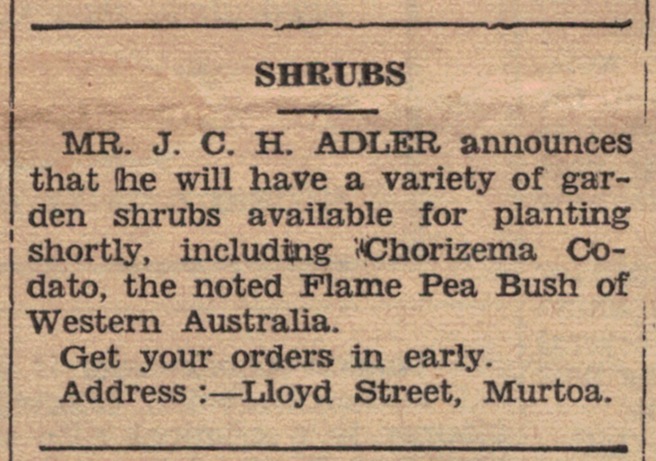 SHRUBS
MR. J. C. H. ADLER announces
that he will have a variety of gar-
den shrubs available for planting
shortly, including Chorizema Co-
dato, the noted Flame Pea Bush of
Western Australia.
Get your orders in early.
Address :—Lloyd Street, Murtoa.